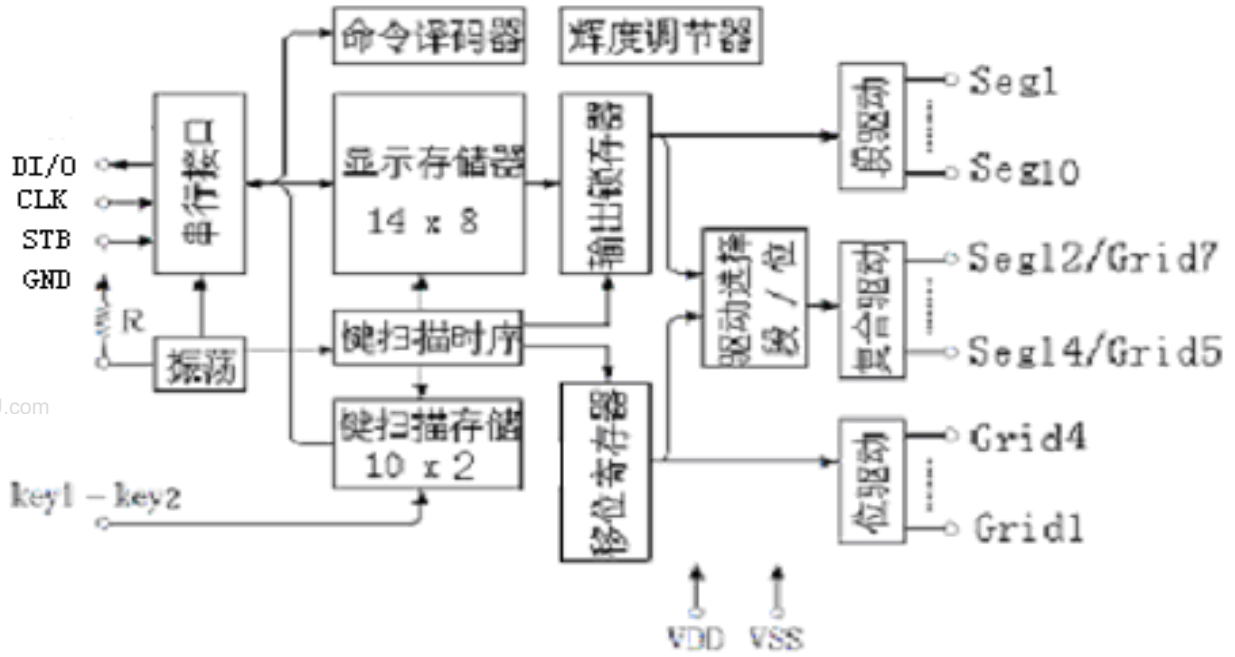 命令译码器
辉度调节器
串行接口
显示存储器
14 x 8
输出锁存器
段驱动
Seg1
Seg10
DI/O
CLK
STB
GND
R
振荡
键扫描时序
驱动选择
段/位
复合驱动
Seg12/Grid7
Seg14/Grid5
键扫描存储
10 x 2
移位寄存器
位驱动
Grid4
Grid1
key1-key2
VDD
VSS
.com